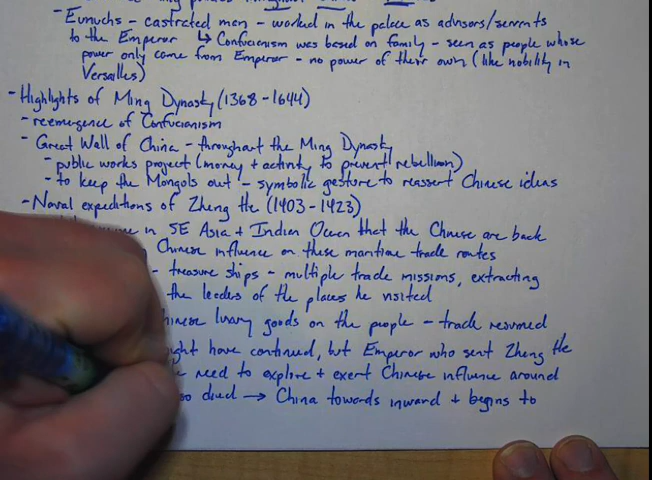 - Eunuchs - castrated men - worked in the palace as advisors/servents
to the Emperor ↳ Confucianism was based on family - seen as people whose
power only came from Emperor - no power of their own (like nobility in
Versailles)
- Highlights of Ming Dynasty (1368-1644)
- reemergence of Confucianism
- Great Wall of China - throughout the Ming Dynasty
- public works project (money + activity to prevent rebellion)
- to keep the Mongols out - symbolic gesture to reassert Chinese ideas
- Naval expeditions of Zheng He (1403-1423)
in SE Asia + Indian Ocean that the Chinese are back
Chinese influence on these maritime trade routes
- treasure ships - multiple trade missions, extracting
the leaders of the places he visited
luxury goods on the people - trade resumed
have continued, but Emperor who sent Zheng He
need to explore + exert Chinese influence around
died → China towards inward + begins to